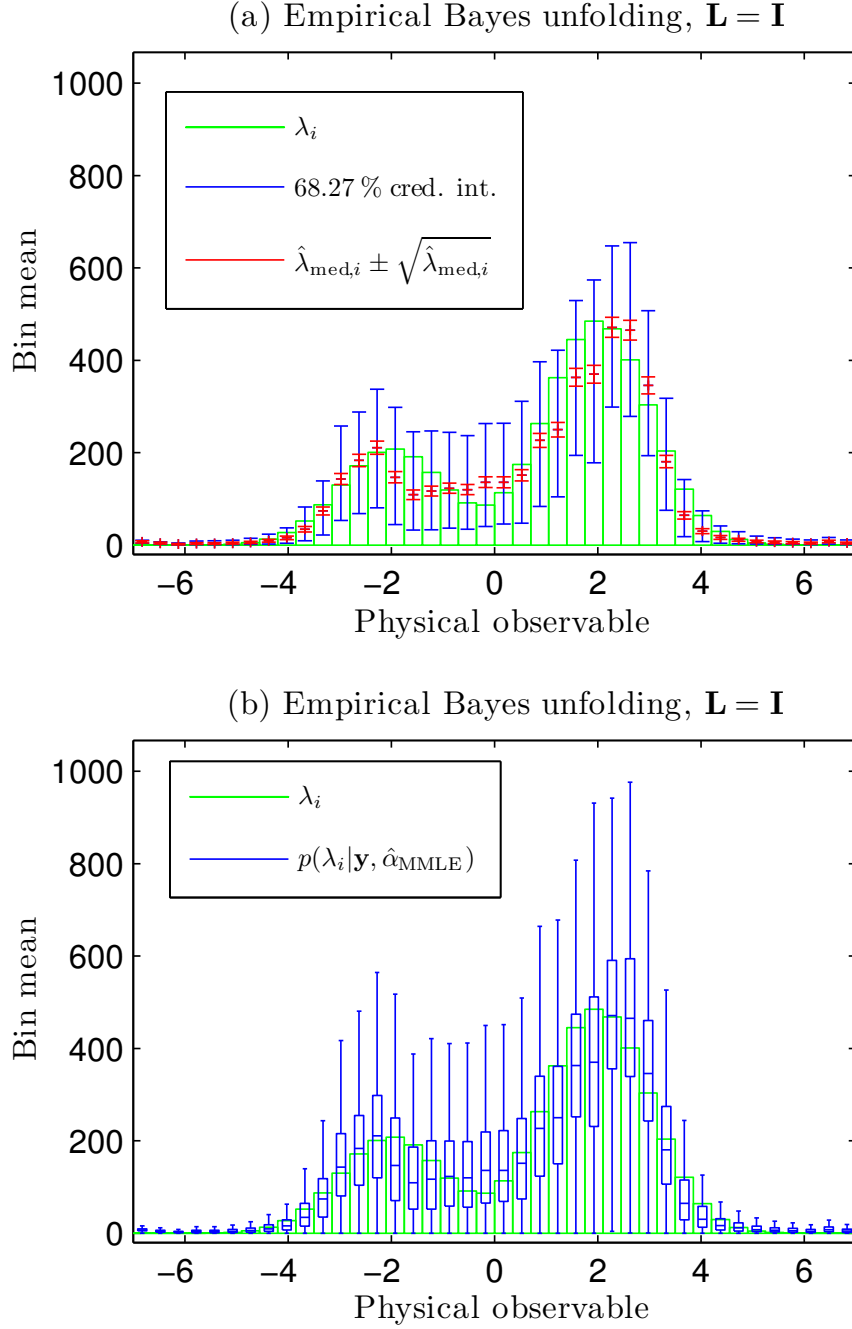 (a) Empirical Bayes unfolding, L = I
1000
800
600
400
200
0
Bin mean
λ_i
68.27 % cred. int.
λ̂_med,i ± √λ̂_med,i
−6 −4 −2 0 2 4 6
Physical observable
(b) Empirical Bayes unfolding, L = I
1000
800
600
400
200
0
Bin mean
λ_i
p(λ_i|y, α̂_MMLE)
−6 −4 −2 0 2 4 6
Physical observable